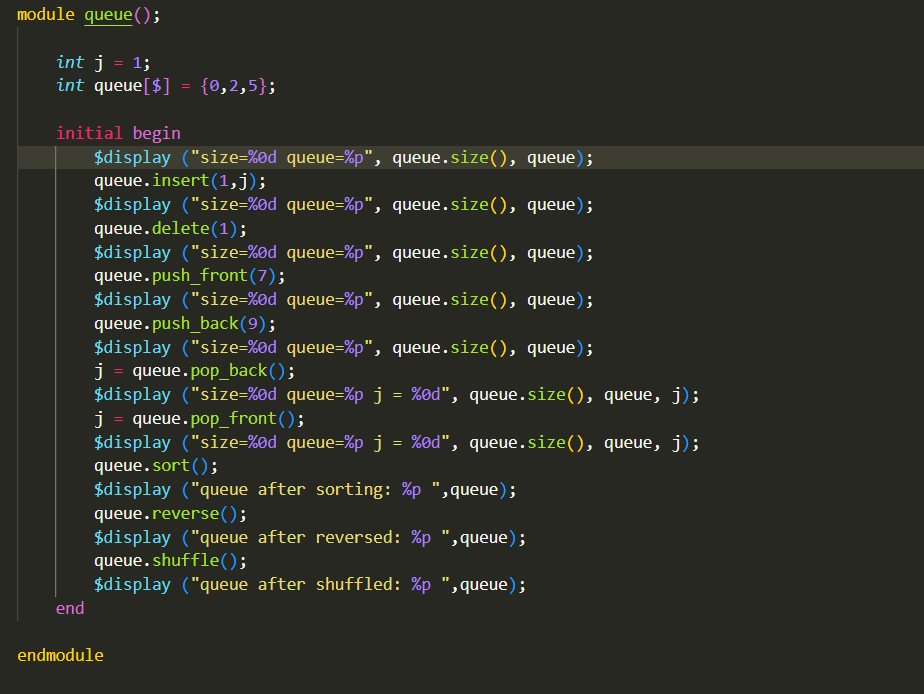 module queue();
int j = 1;
int queue[$] = {0,2,5};
initial begin
$display ("size=%0d queue=%p", queue.size(), queue);
queue.insert(1,j);
$display ("size=%0d queue=%p", queue.size(), queue);
queue.delete(1);
$display ("size=%0d queue=%p", queue.size(), queue);
queue.push_front(7);
$display ("size=%0d queue=%p", queue.size(), queue);
queue.push_back(9);
$display ("size=%0d queue=%p", queue.size(), queue);
j = queue.pop_back();
$display ("size=%0d queue=%p j = %0d", queue.size(), queue, j);
j = queue.pop_front();
$display ("size=%0d queue=%p j = %0d", queue.size(), queue, j);
queue.sort();
$display ("queue after sorting: %p ",queue);
queue.reverse();
$display ("queue after reversed: %p ",queue);
queue.shuffle();
$display ("queue after shuffled: %p ",queue);
end
endmodule